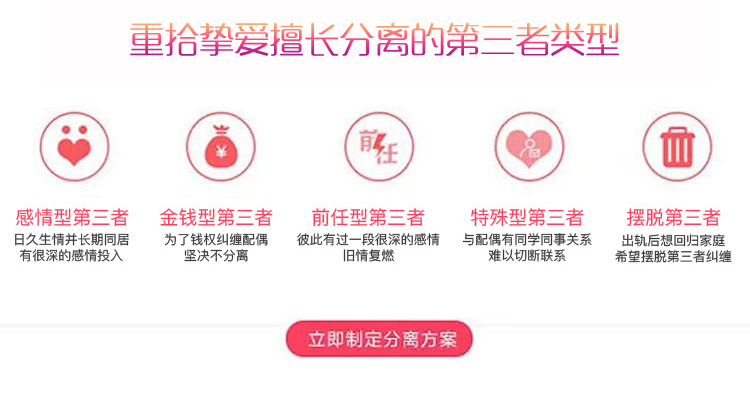 重拾挚爱擅长分离的第三者类型
¥
前任
感情型第三者
日久生情并长期同居
有很深的感情投入
金钱型第三者
为了钱权纠缠配偶
坚决不分离
前任型第三者
彼此有过一段很深的感情
旧情复燃
特殊型第三者
与配偶有同学同事关系
难以切断联系
摆脱第三者
出轨后想回归家庭
希望摆脱第三者纠缠
立即制定分离方案